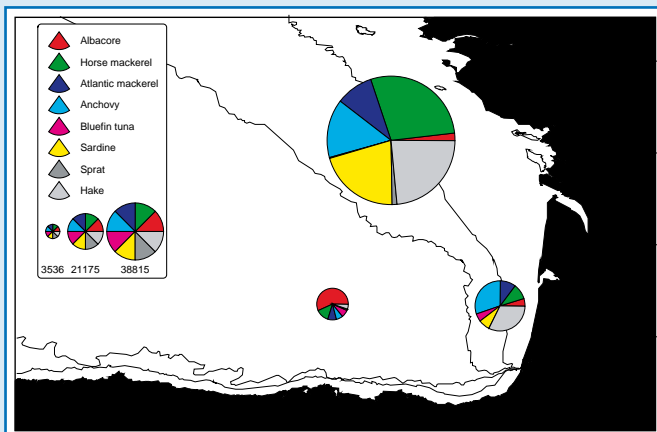 Albacore
Horse mackerel
Atlantic mackerel
Anchovy
Bluefin tuna
Sardine
Sprat
Hake
3536 21175 38815